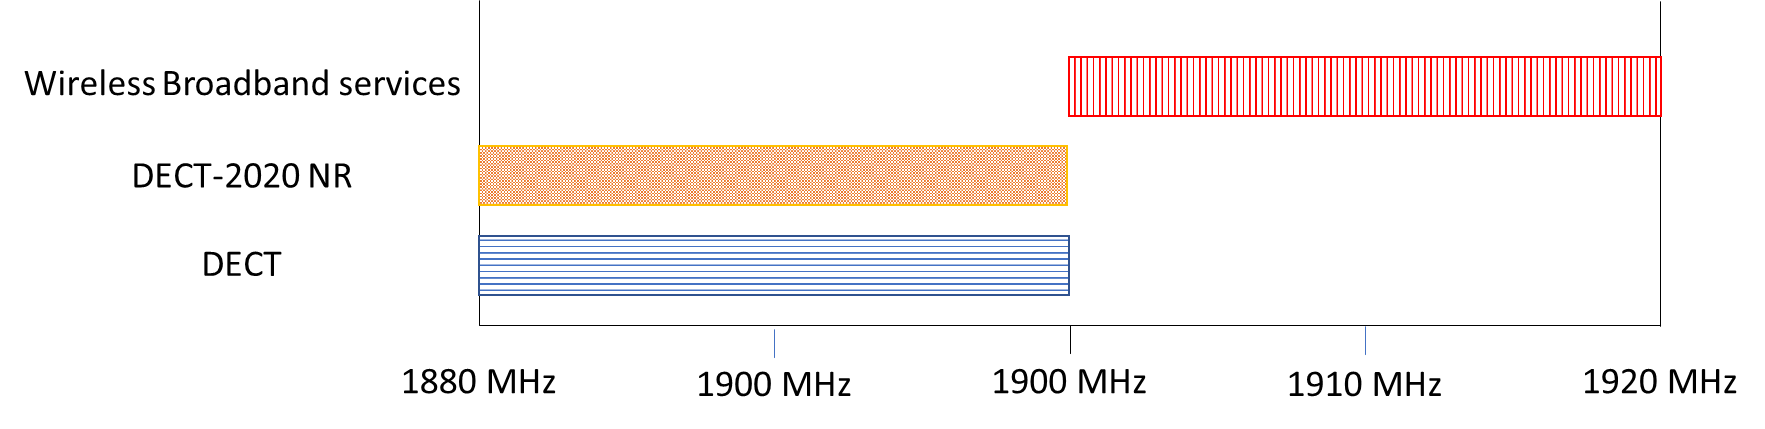 Wireless Broadband services
DECT-2020 NR
DECT
1880 MHz
1900 MHz
1900 MHz
1910 MHz
1920 MHz